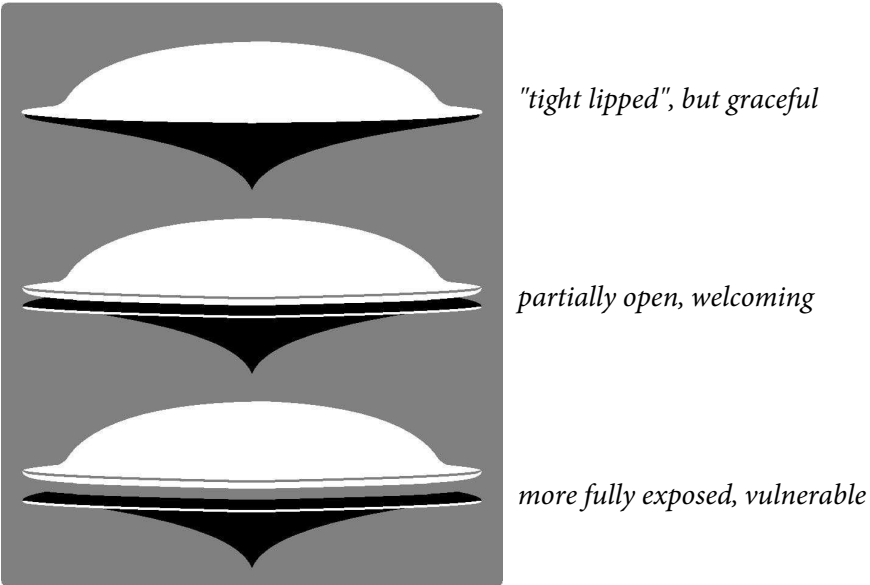 "tight lipped", but graceful
partially open, welcoming
more fully exposed, vulnerable